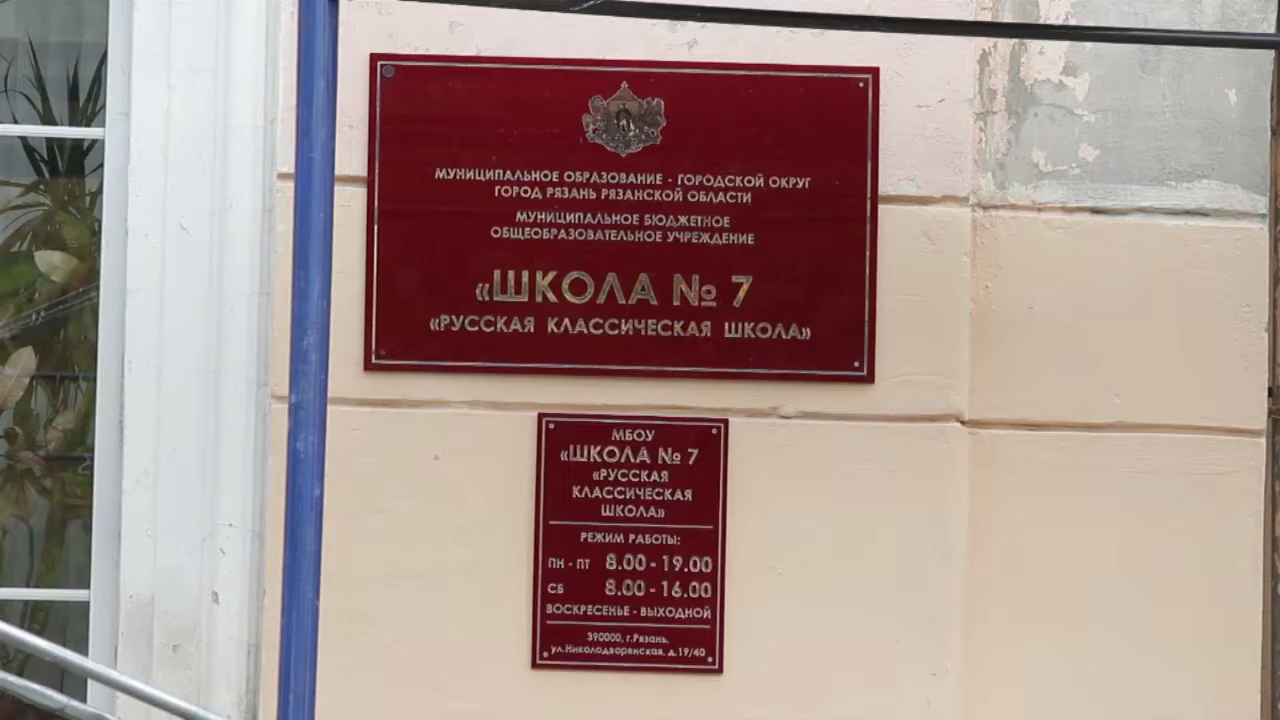 МУНИЦИПАЛЬНОЕ ОБРАЗОВАНИЕ - ГОРОДСКОЙ ОКРУГ
ГОРОД РЯЗАНЬ РЯЗАНСКОЙ ОБЛАСТИ
МУНИЦИПАЛЬНОЕ БЮДЖЕТНОЕ
ОБЩЕОБРАЗОВАТЕЛЬНОЕ УЧРЕЖДЕНИЕ
«ШКОЛА № 7
«РУССКАЯ КЛАССИЧЕСКАЯ ШКОЛА»
МБОУ
«ШКОЛА № 7
«РУССКАЯ
КЛАССИЧЕСКАЯ
ШКОЛА»
РЕЖИМ РАБОТЫ:
ПН - ПТ 8.00 - 19.00
СБ 8.00 - 16.00
ВОСКРЕСЕНЬЕ - ВЫХОДНОЙ
390000, г.Рязань,
ул.Николодворянская, д.19/40